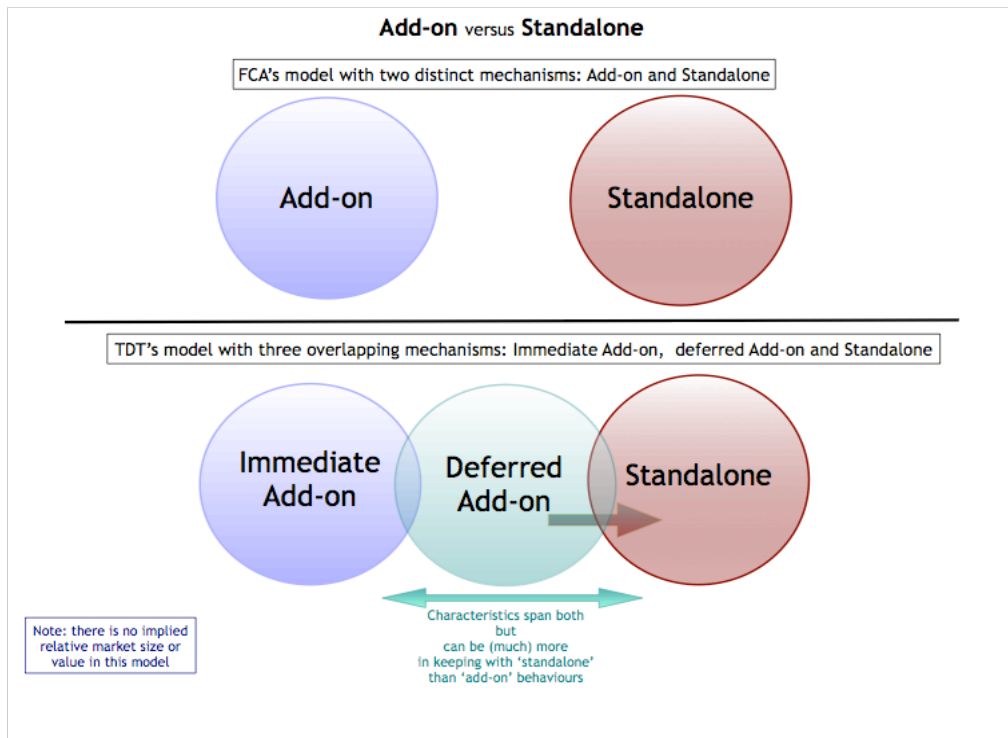 Add-on versus Standalone
FCA's model with two distinct mechanisms: Add-on and Standalone
Add-on
Standalone
TDT's model with three overlapping mechanisms: Immediate Add-on, deferred Add-on and Standalone
Immediate
Add-on
Deferred
Add-on
Standalone
Characteristics span both
but
can be (much) more
in keeping with ‘standalone’
than ‘add-on’ behaviours
Note: there is no implied
relative market size or
value in this model